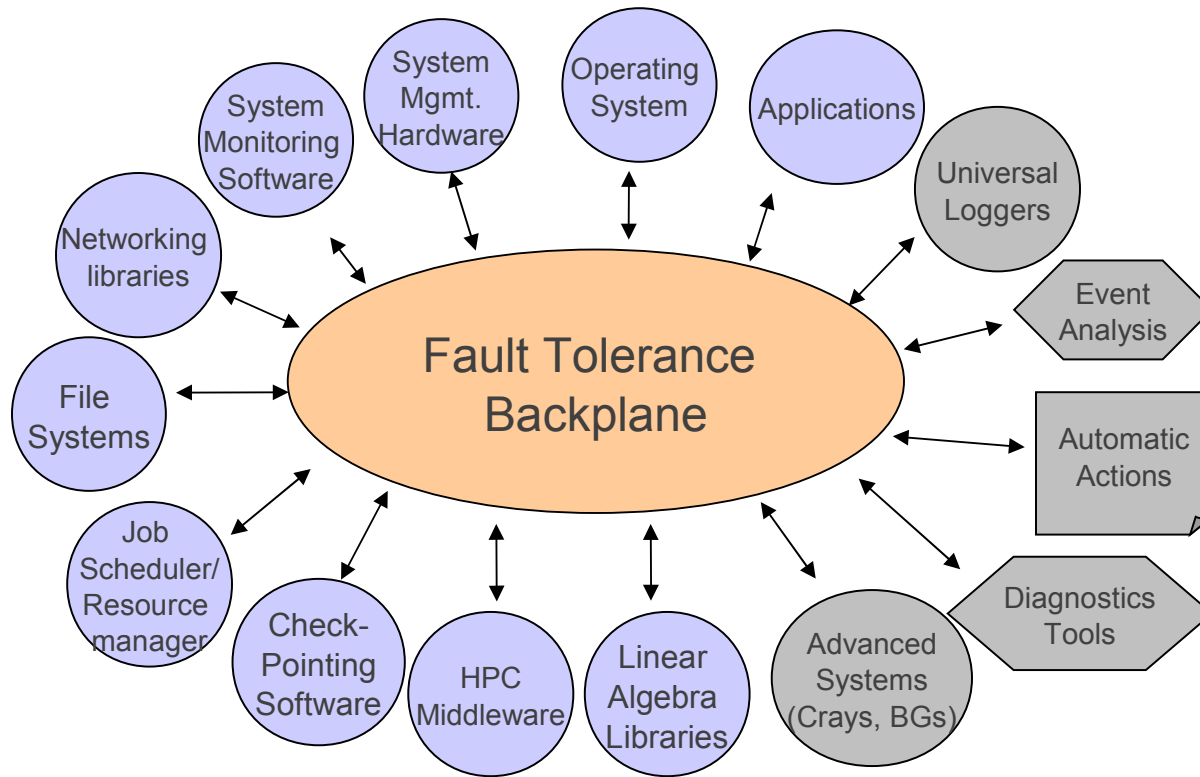 System
Mgmt.
Hardware
Operating
System
Applications
System
Monitoring
Software
Universal
Loggers
Networking
libraries
Event
Analysis
Fault Tolerance
Backplane
File
Systems
Automatic
Actions
Job
Scheduler/
Resource
manager
Check-
Pointing
Software
HPC
Middleware
Linear
Algebra
Libraries
Advanced
Systems
(Crays, BGs)
Diagnostics
Tools